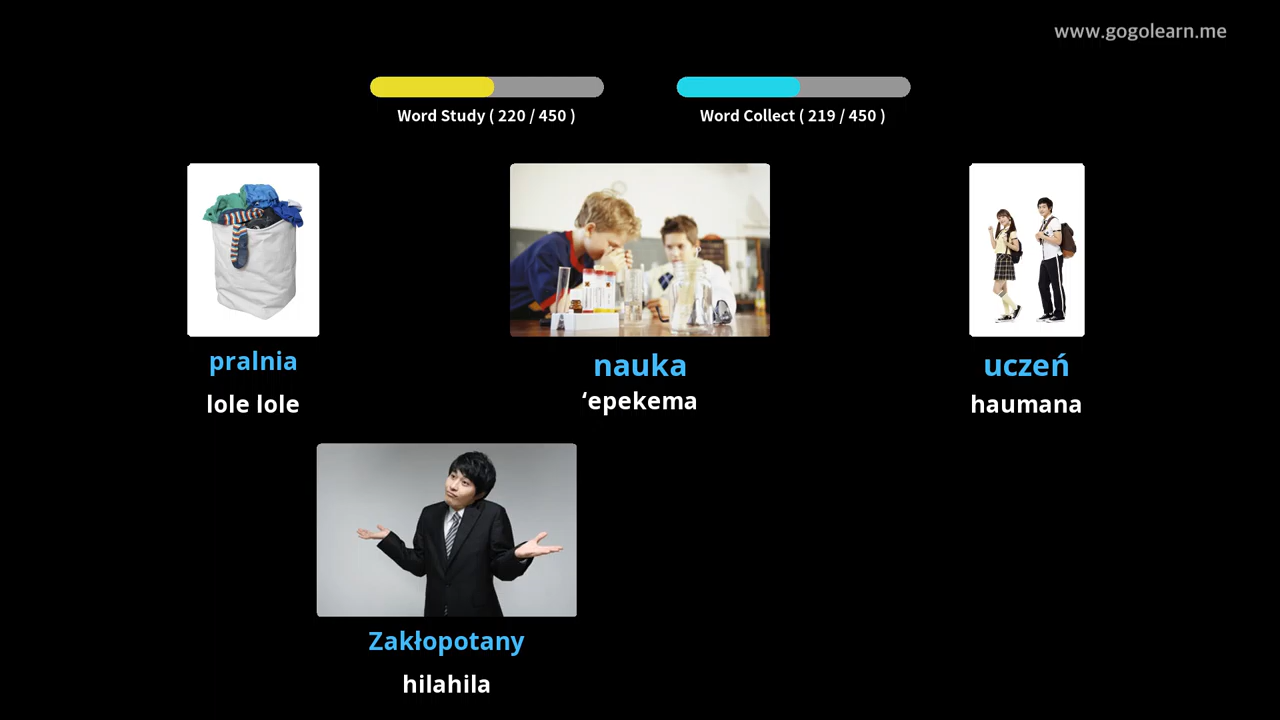 www.gogolearn.me
Word Study ( 220 / 450 )
Word Collect ( 219 / 450 )
pralnia
lole lole
nauka
‘epekema
uczeń
haumana
Zakłopotany
hilahila